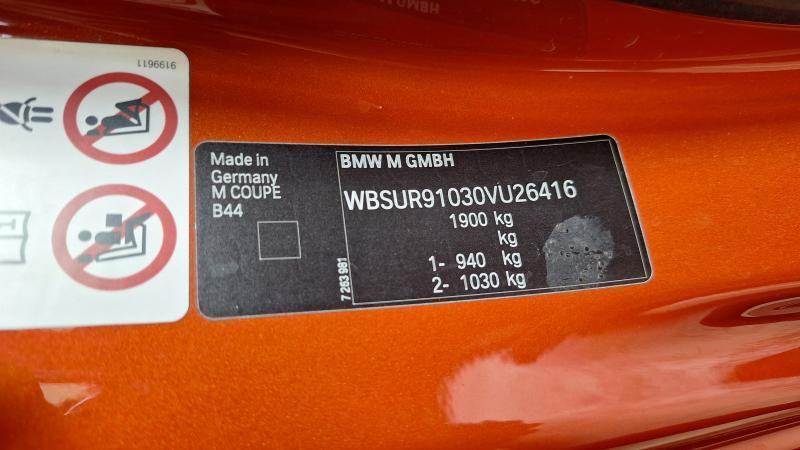 9199611
Made in
Germany
M COUPE
B44
BMW M GMBH
WBSUR91030VU26416
1900 kg
kg
1- 940 kg
2- 1030 kg
7 263 981